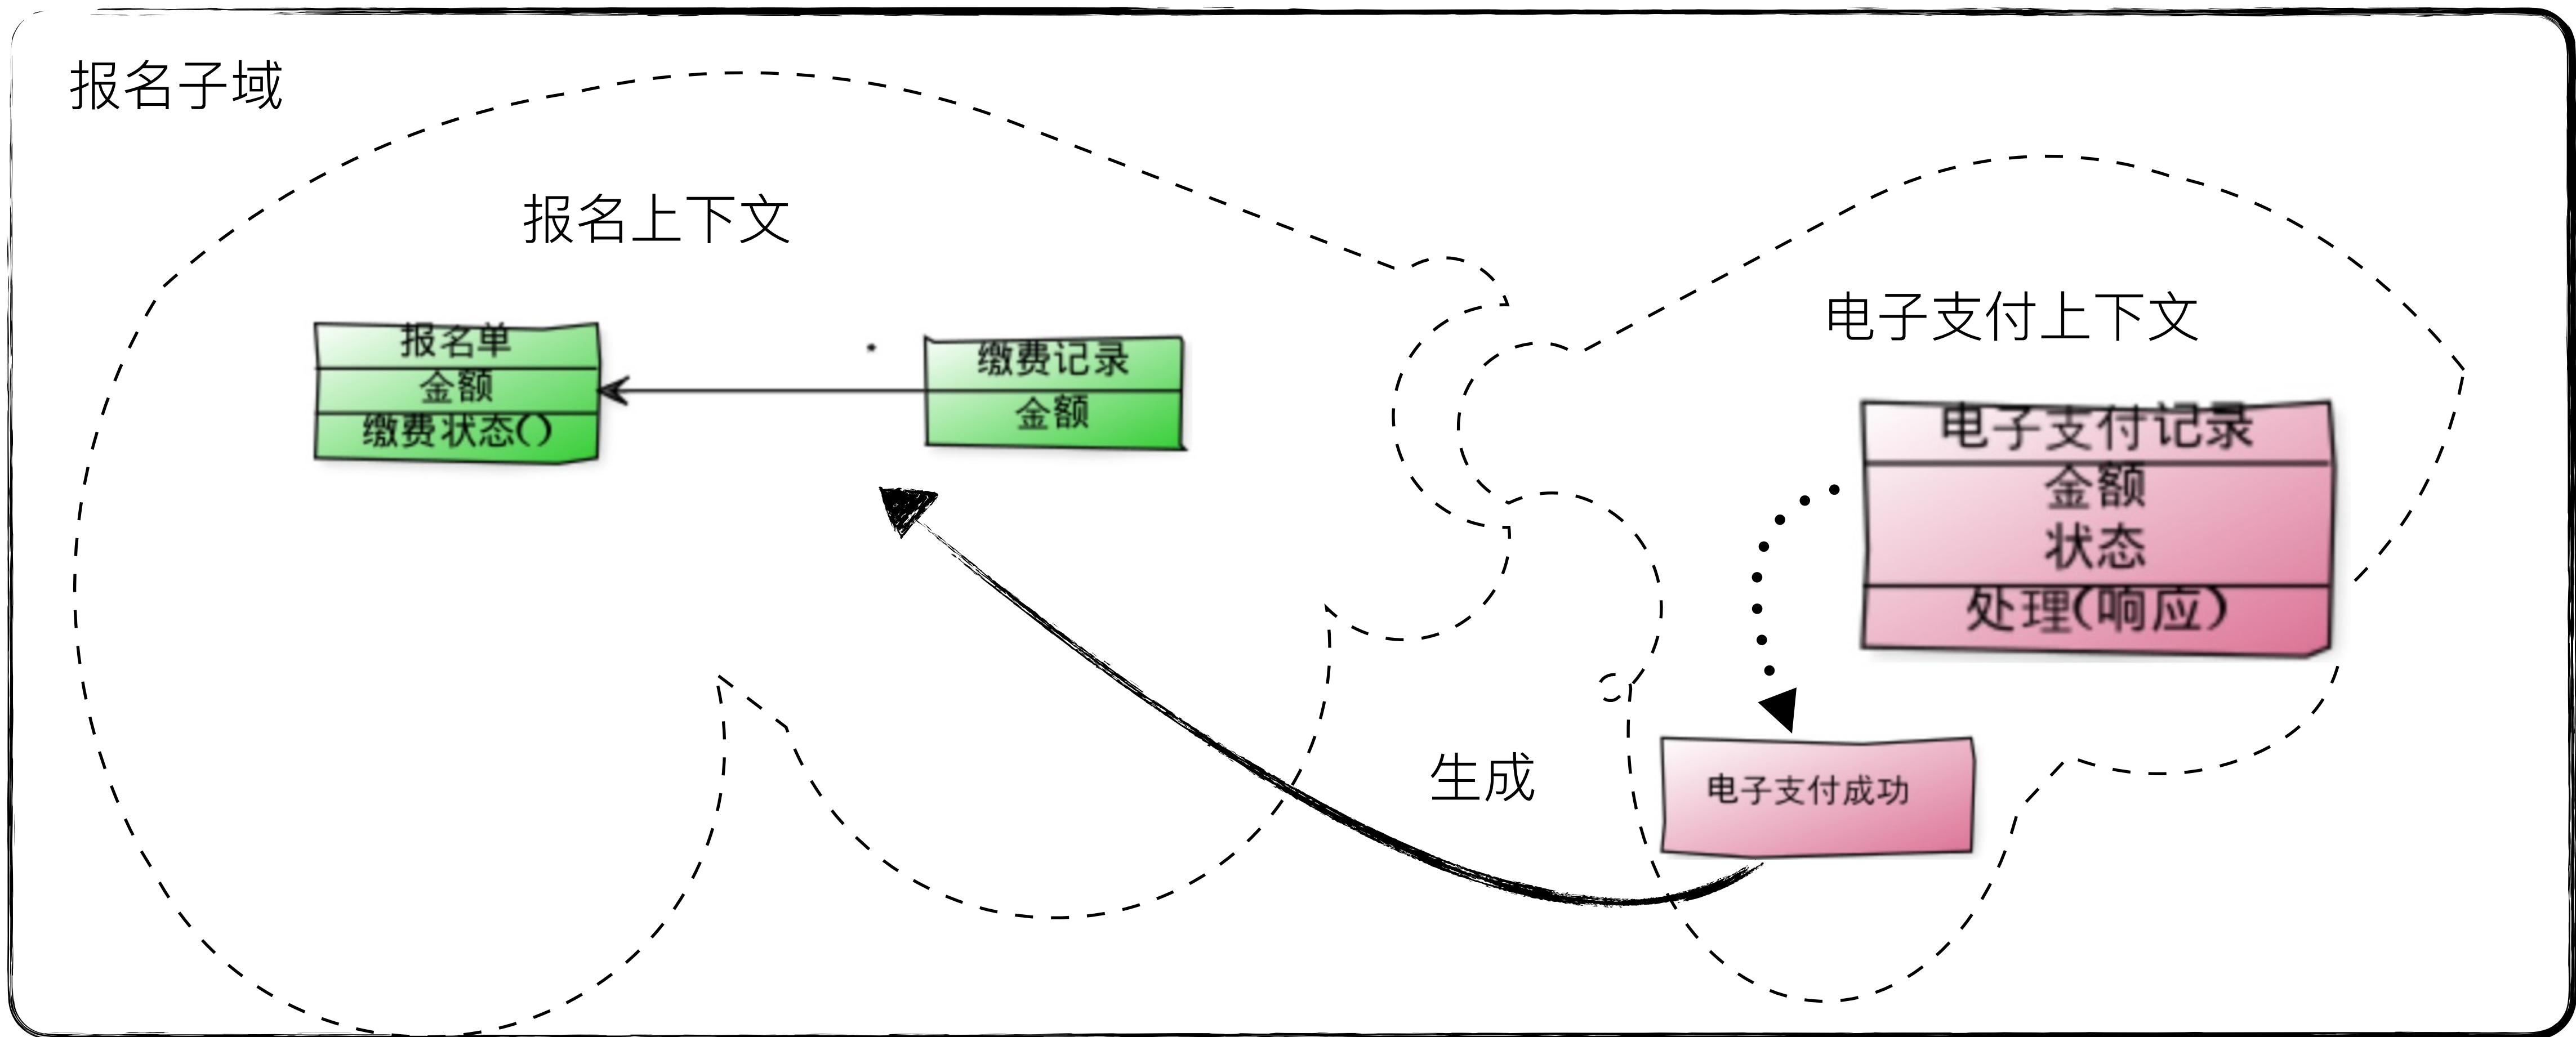 报名子域
报名上下文
报名单
金额
缴费状态()
*
缴费记录
金额
电子支付上下文
电子支付记录
金额
状态
处理(响应)
生成
电子支付成功